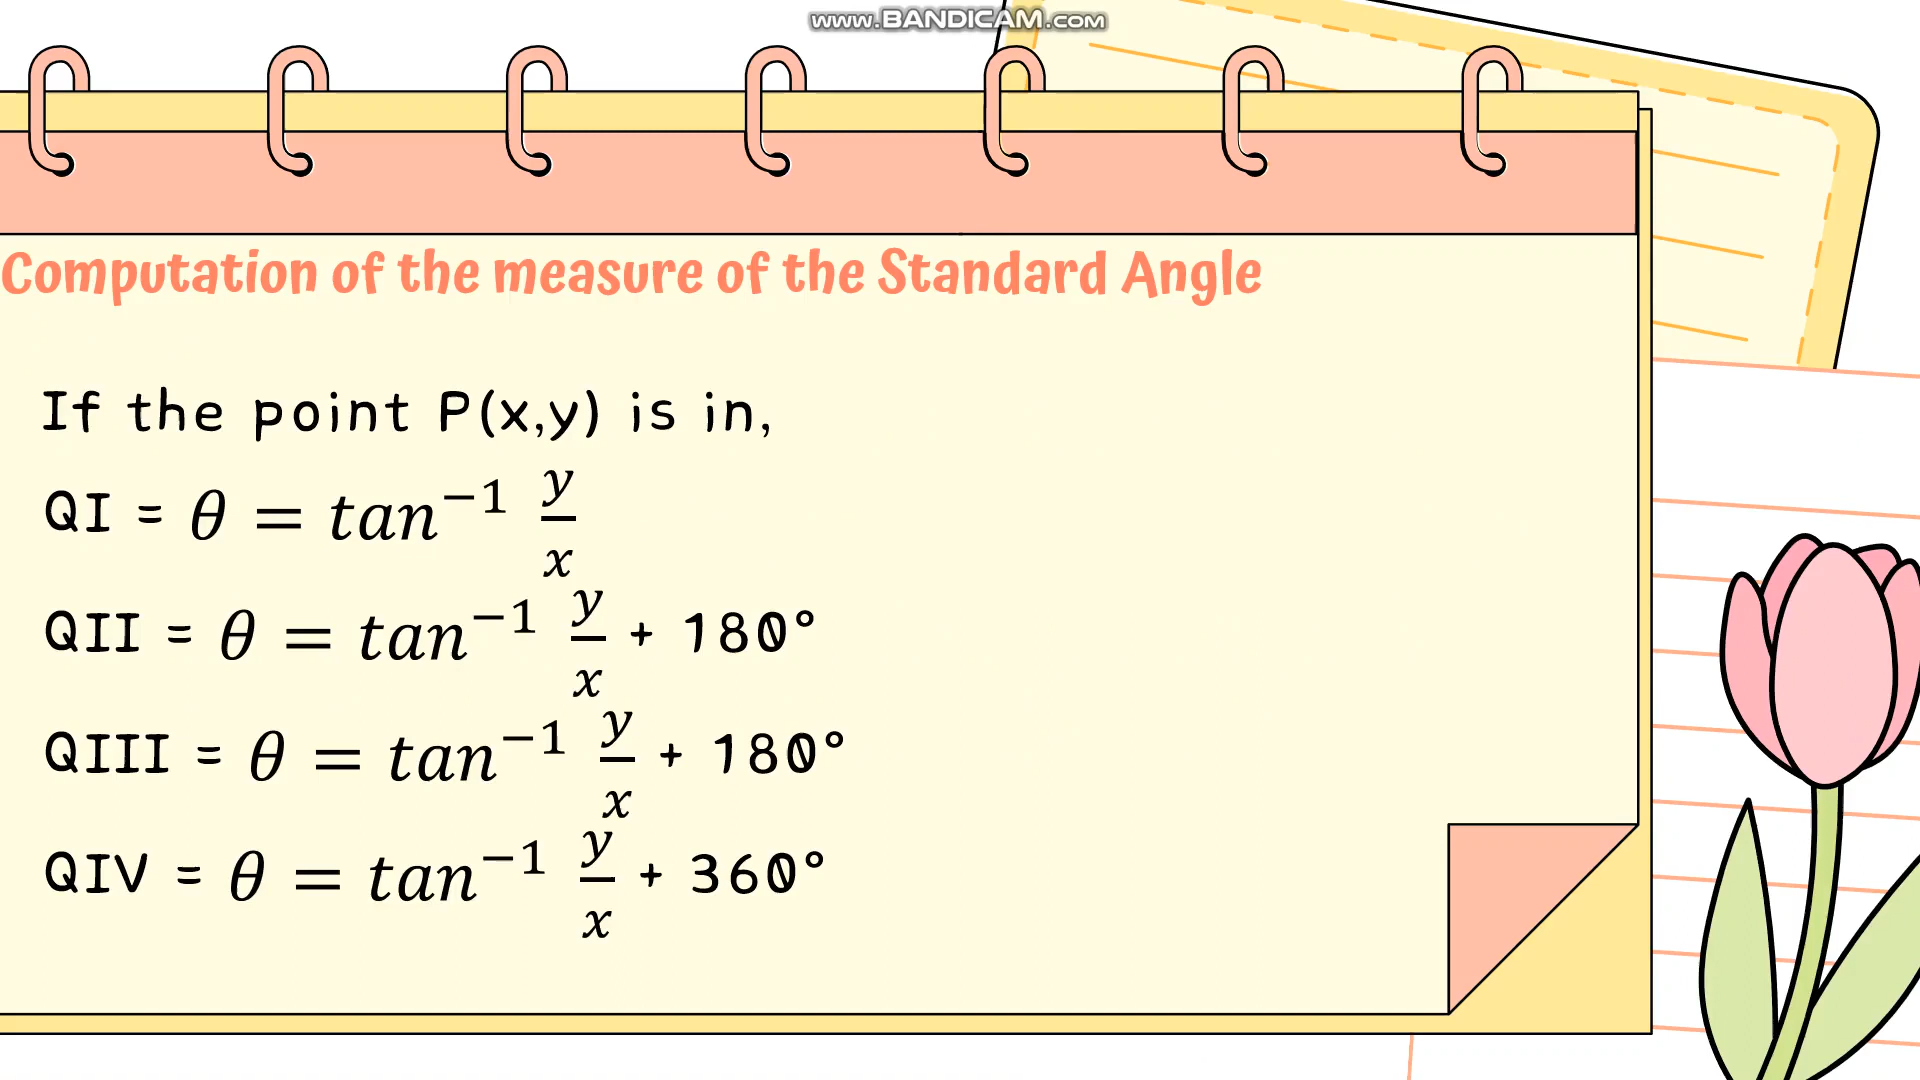 www.BANDICAM.com
Computation of the measure of the Standard Angle
If the point P(x,y) is in,
QI = θ = tan⁻¹ y/x
QII = θ = tan⁻¹ y/x + 180°
QIII = θ = tan⁻¹ y/x + 180°
QIV = θ = tan⁻¹ y/x + 360°